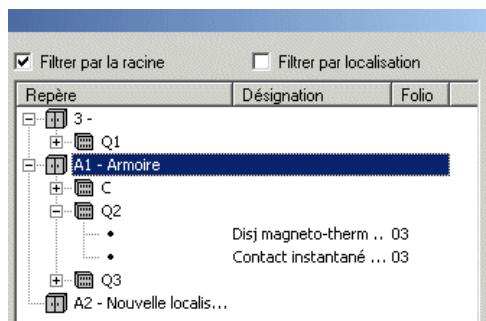 Filtrer par la racine Filtrer par localisation
Repère Désignation Folio
3 -
Q1
A1 - Armoire
C
Q2
• Disj magneto-therm .. 03
• Contact instantané ... 03
Q3
A2 - Nouvelle localis...